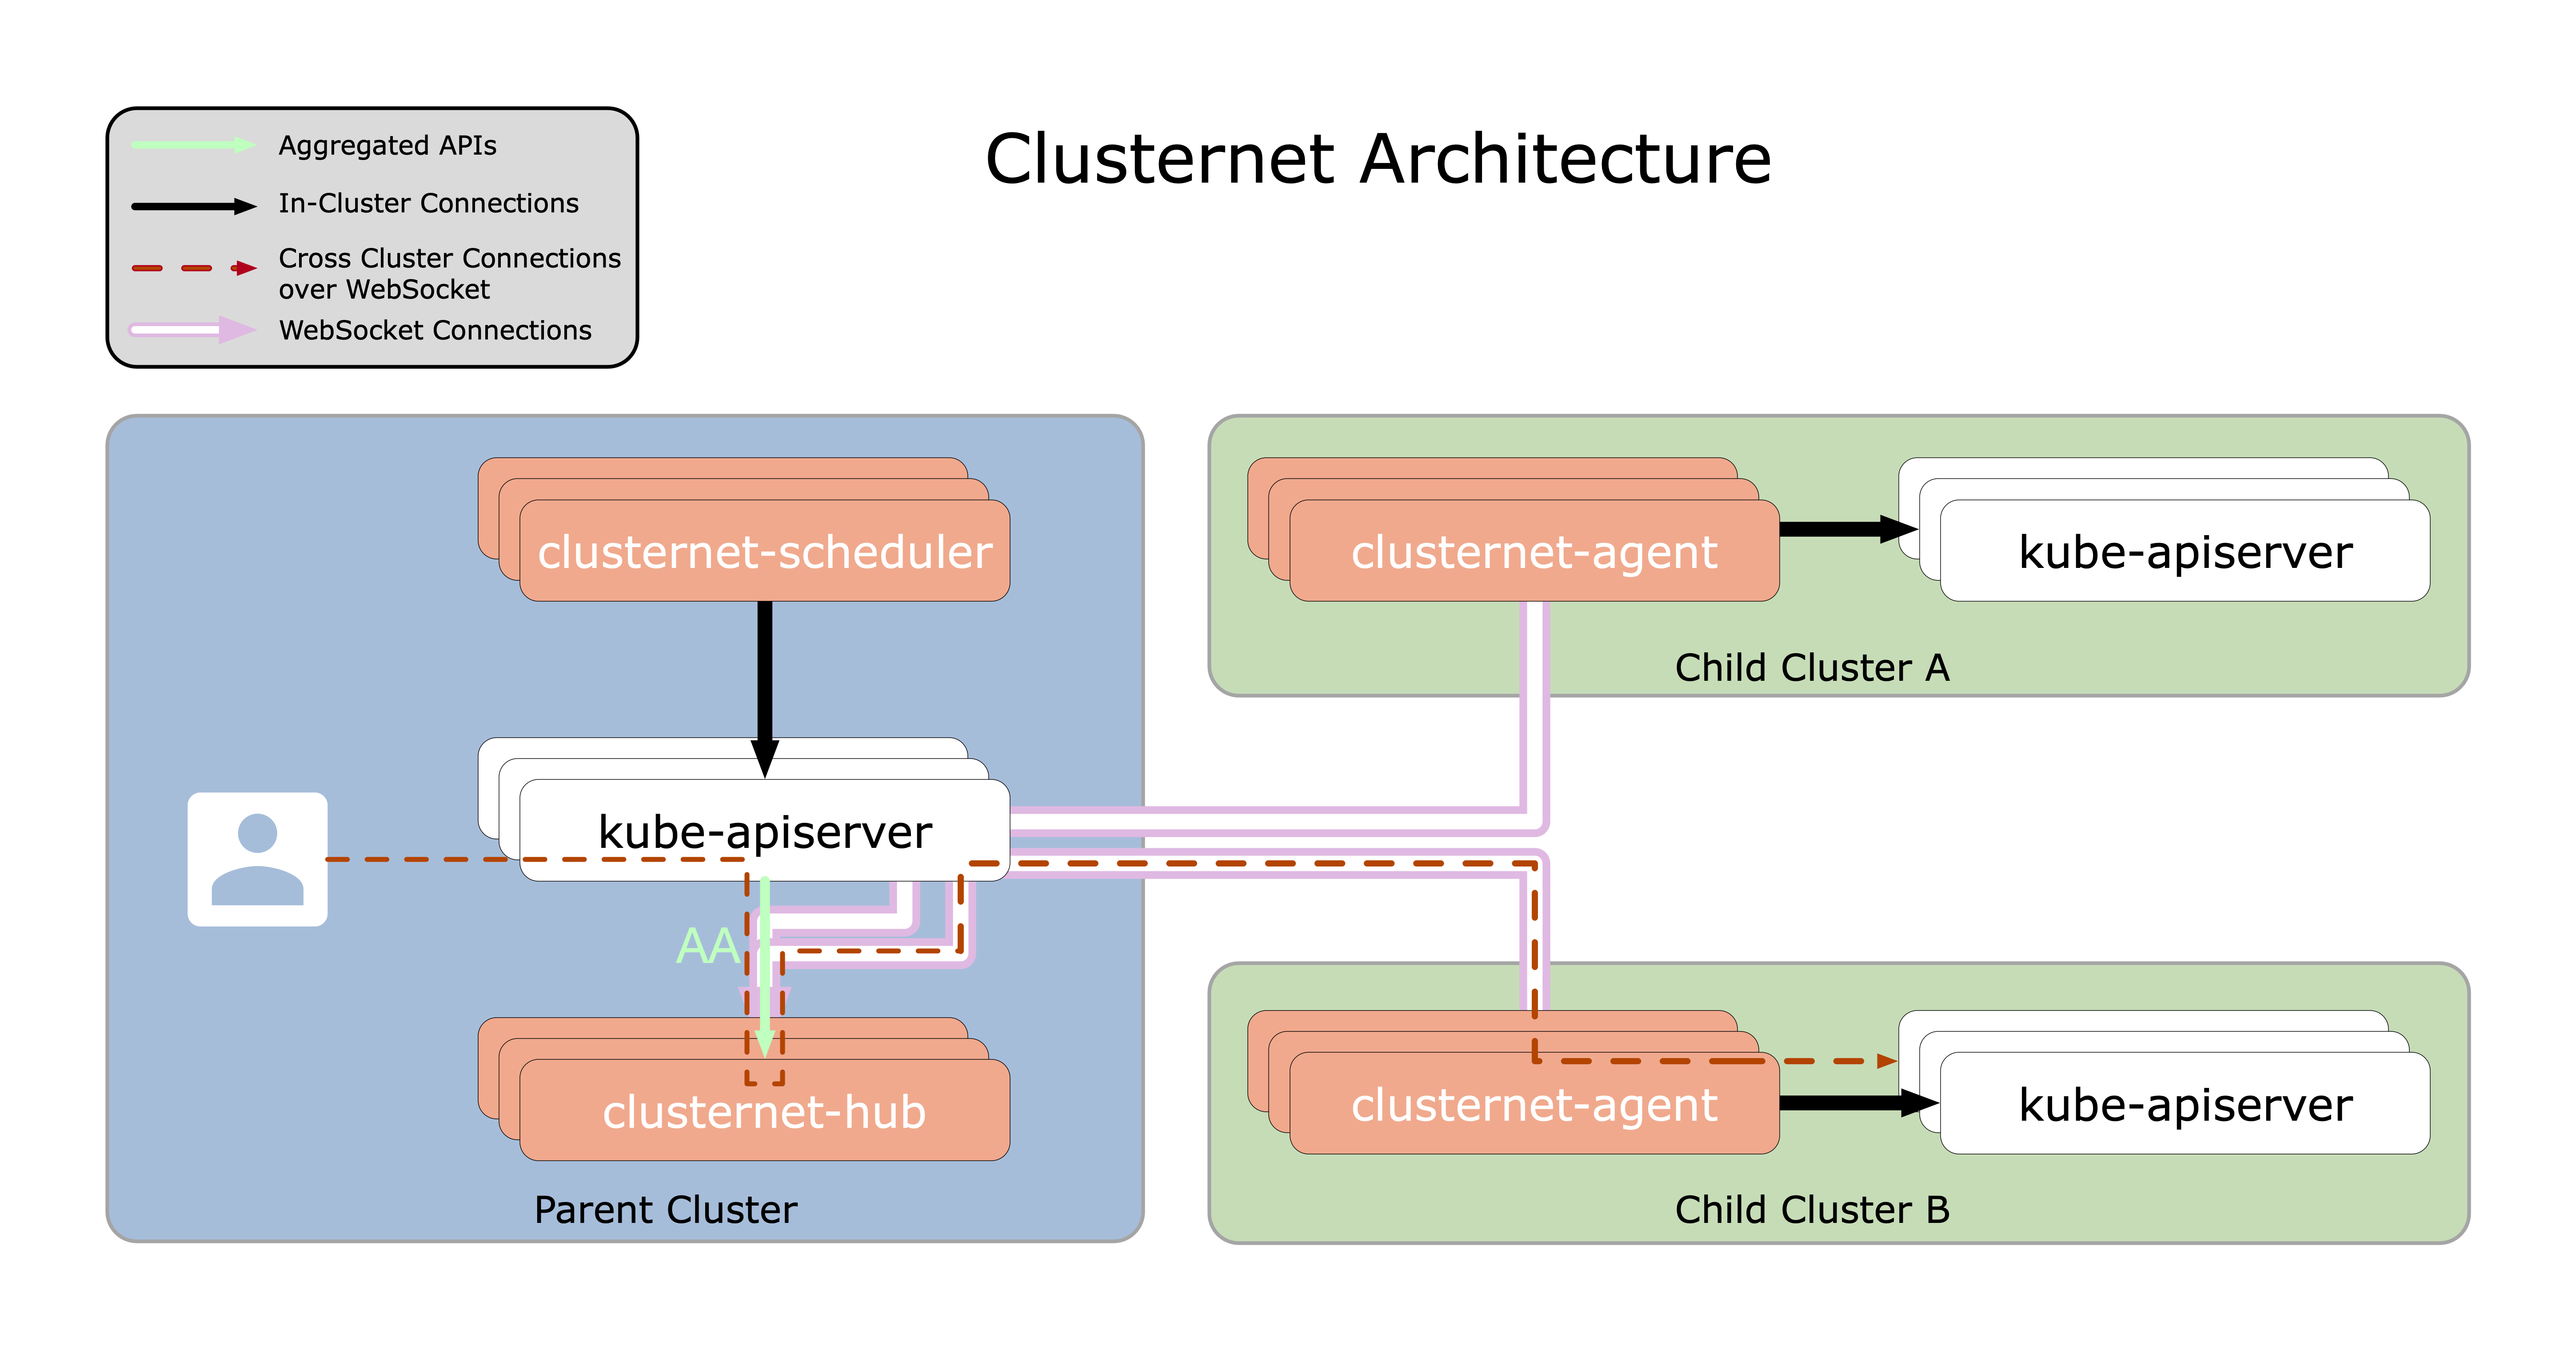 Clusternet Architecture
Aggregated APIs
In-Cluster Connections
Cross Cluster Connections
over WebSocket
WebSocket Connections
clusternet-scheduler
kube-apiserver
AA
clusternet-hub
Parent Cluster
clusternet-agent
kube-apiserver
Child Cluster A
clusternet-agent
kube-apiserver
Child Cluster B